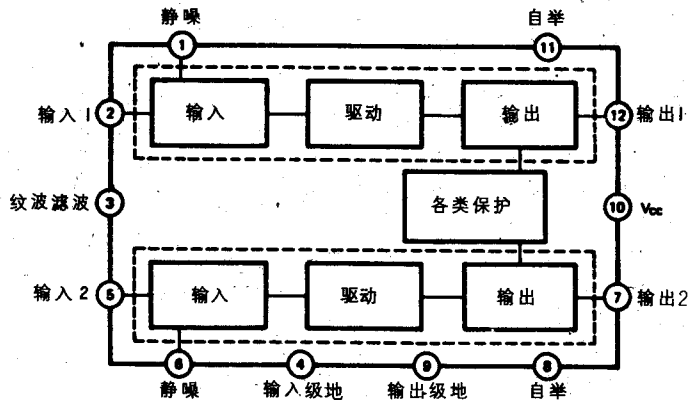 静噪
自举
1
11
输入1
2
输入
驱动
输出
12
输出1
纹波滤波
3
各类保护
10
Vcc
输入2
5
输入
驱动
输出
7
输出2
6
4
9
8
静噪
输入级地
输出级地
自举